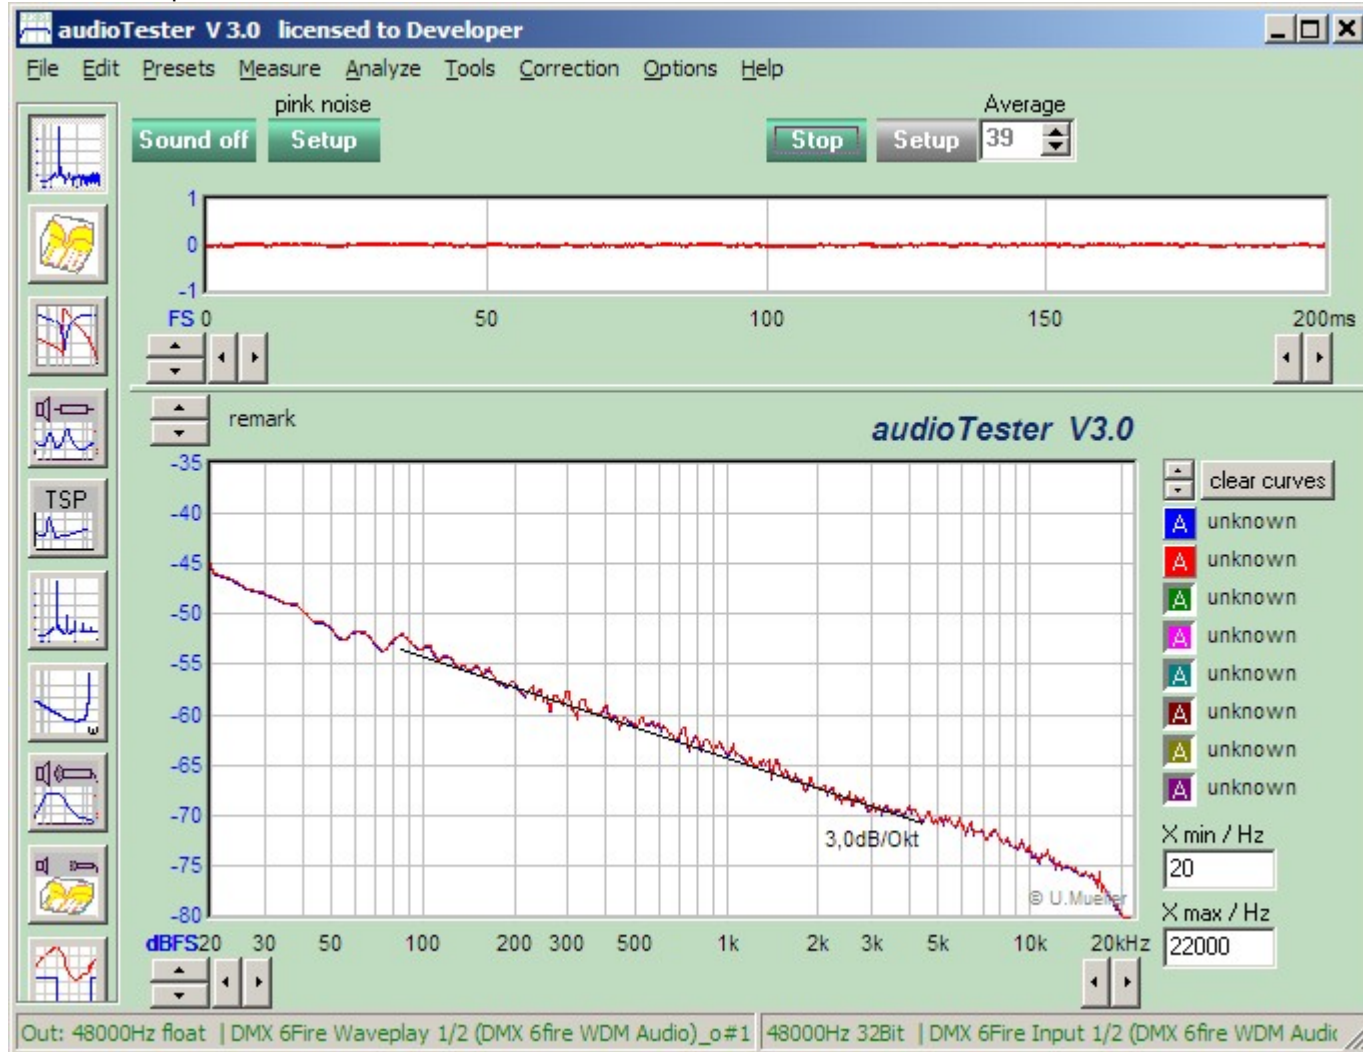 audioTester V 3.0 licensed to Developer
File Edit Presets Measure Analyze Tools Correction Options Help
pink noise
Average
Sound off Setup Stop Setup 39
1
0
-1
FS 0 50 100 150 200ms
remark
audioTester V3.0
clear curves
TSP
A unknown
A unknown
A unknown
A unknown
A unknown
A unknown
A unknown
A unknown
-35
-40
-45
-50
-55
-60
-65
-70
-75
-80
3,0dB/Okt
© U.Mueller
X min / Hz
20
X max / Hz
22000
dBFS 20 30 50 100 200 300 500 1k 2k 3k 5k 10k 20kHz
Out: 48000Hz float | DMX 6Fire Waveplay 1/2 (DMX 6fire WDM Audio)_o#1
48000Hz 32Bit | DMX 6Fire Input 1/2 (DMX 6fire WDM Audic